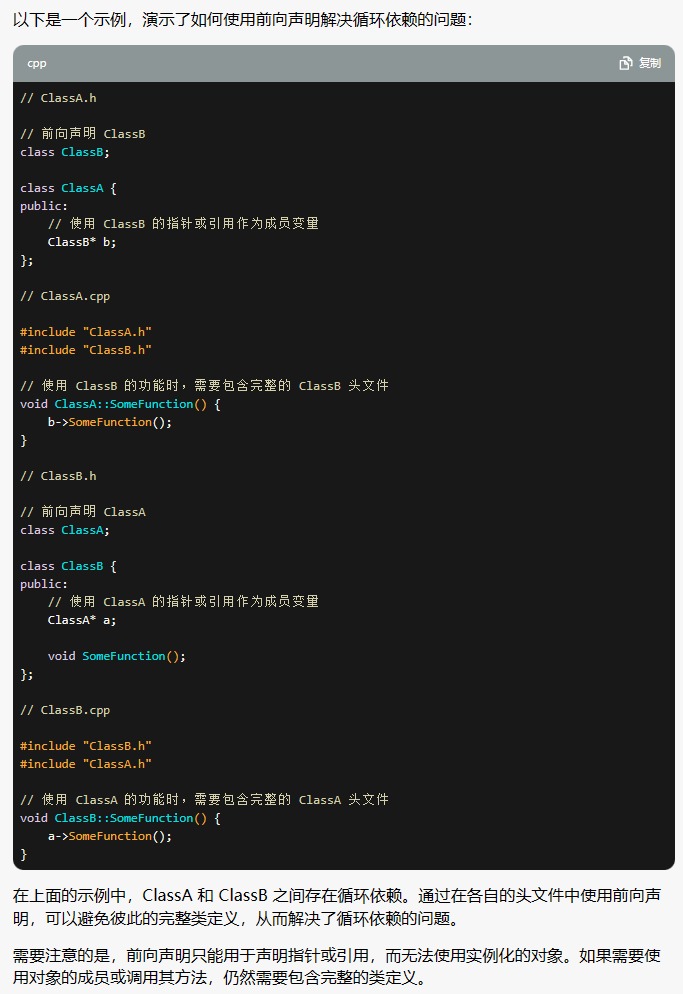 以下是一个示例，演示了如何使用前向声明解决循环依赖的问题：
cpp
复制
// ClassA.h
// 前向声明 ClassB
class ClassB;
class ClassA {
public:
    // 使用 ClassB 的指针或引用作为成员变量
    ClassB* b;
};
// ClassA.cpp
#include "ClassA.h"
#include "ClassB.h"
// 使用 ClassB 的功能时，需要包含完整的 ClassB 头文件
void ClassA::SomeFunction() {
    b->SomeFunction();
}
// ClassB.h
// 前向声明 ClassA
class ClassA;
class ClassB {
public:
    // 使用 ClassA 的指针或引用作为成员变量
    ClassA* a;
    void SomeFunction();
};
// ClassB.cpp
#include "ClassB.h"
#include "ClassA.h"
// 使用 ClassA 的功能时，需要包含完整的 ClassA 头文件
void ClassB::SomeFunction() {
    a->SomeFunction();
}
在上面的示例中，ClassA 和 ClassB 之间存在循环依赖。通过在各自的头文件中使用前向声
明，可以避免彼此的完整类定义，从而解决了循环依赖的问题。
需要注意的是，前向声明只能用于声明指针或引用，而无法使用实例化的对象。如果需要使
用对象的成员或调用其方法，仍然需要包含完整的类定义。